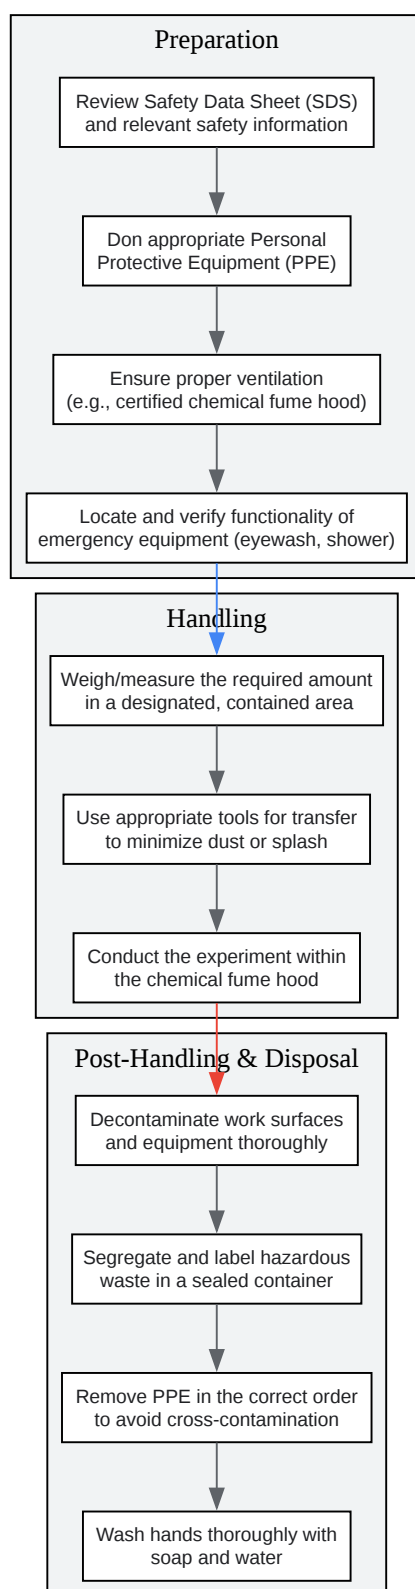 Preparation
Review Safety Data Sheet (SDS)
and relevant safety information
Don appropriate Personal
Protective Equipment (PPE)
Ensure proper ventilation
(e.g., certified chemical fume hood)
Locate and verify functionality of
emergency equipment (eyewash, shower)
Handling
Weigh/measure the required amount
in a designated, contained area
Use appropriate tools for transfer
to minimize dust or splash
Conduct the experiment within
the chemical fume hood
Post-Handling & Disposal
Decontaminate work surfaces
and equipment thoroughly
Segregate and label hazardous
waste in a sealed container
Remove PPE in the correct order
to avoid cross-contamination
Wash hands thoroughly with
soap and water